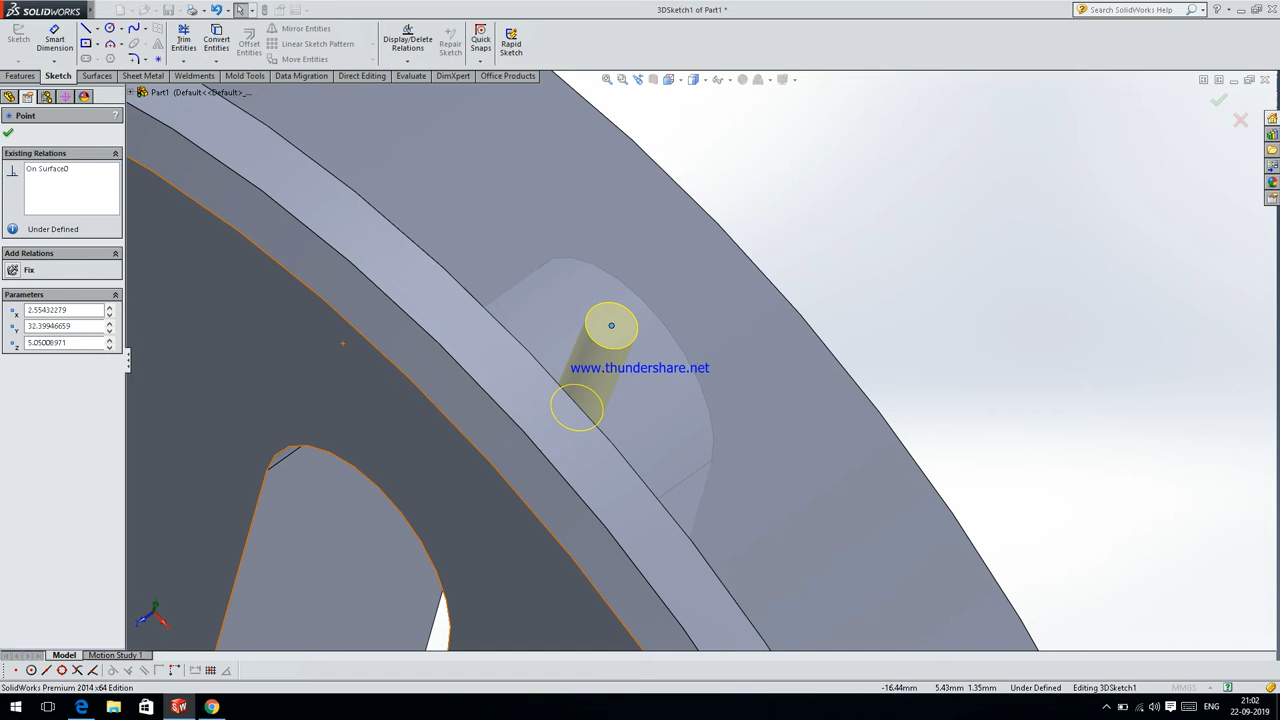 SOLIDWORKS
3DSketch1 of Part1 *
Search SolidWorks Help
Sketch
Smart Dimension
Trim Entities
Convert Entities
Offset Entities
Mirror Entities
Linear Sketch Pattern
Move Entities
Display/Delete Relations
Repair Sketch
Quick Snaps
Rapid Sketch
Features
Sketch
Surfaces
Sheet Metal
Weldments
Mold Tools
Data Migration
Direct Editing
Evaluate
DimXpert
Office Products
Part1 (Default<<Default>_...
Point
?
Existing Relations
On Surface0
Under Defined
Add Relations
Fix
Parameters
X 2.55432279
Y 32.39946659
Z 5.05008971
www.thundershare.net
Model
Motion Study 1
SolidWorks Premium 2014 x64 Edition
-16.44mm
5.43mm
1.35mm
Under Defined
Editing 3DSketch1
MMGS
ENG
21:02
22-09-2019